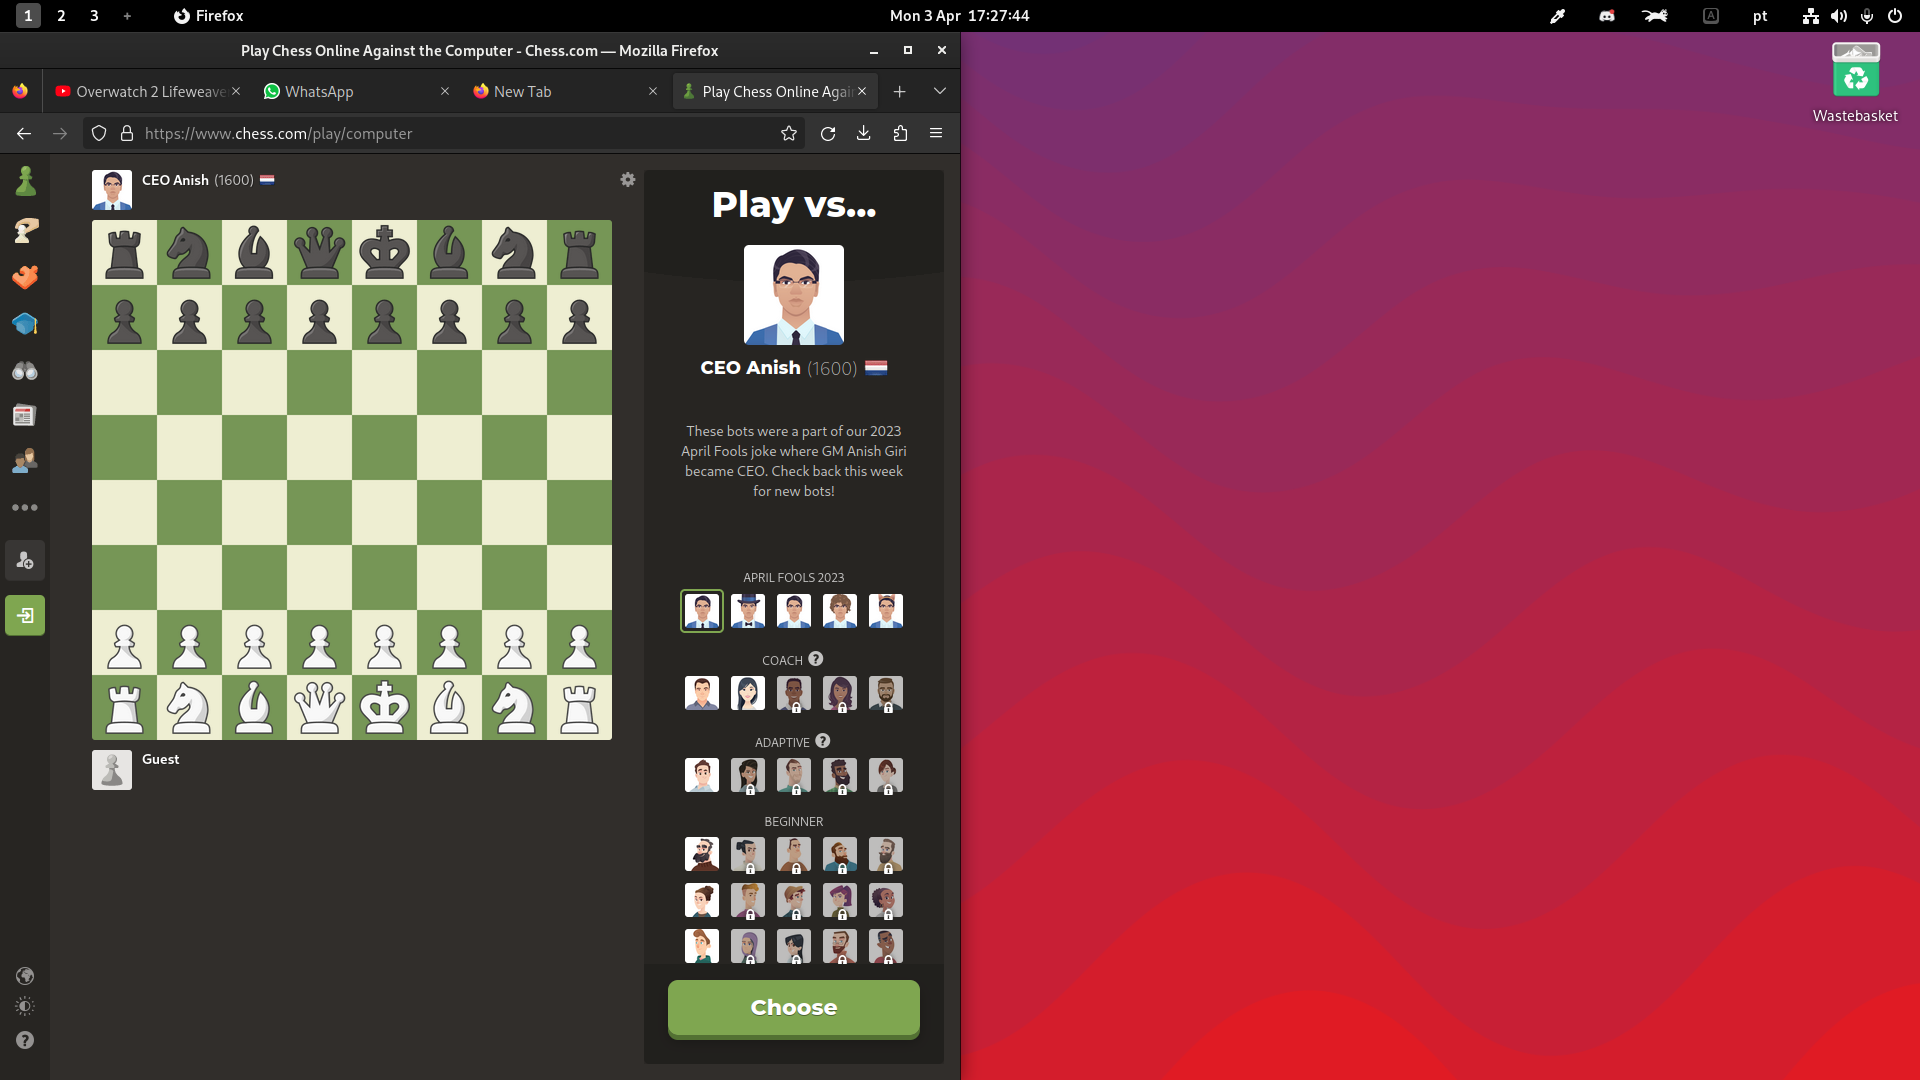 1 2 3 + Firefox
Mon 3 Apr 17:27:44
A pt
Play Chess Online Against the Computer - Chess.com — Mozilla Firefox
Overwatch 2 Lifeweave
WhatsApp
New Tab
Play Chess Online Agai
https://www.chess.com/play/computer
Wastebasket
CEO Anish (1600)
Play vs...
CEO Anish (1600)
These bots were a part of our 2023
April Fools joke where GM Anish Giri
became CEO. Check back this week
for new bots!
APRIL FOOLS 2023
COACH ?
ADAPTIVE ?
BEGINNER
Guest
Choose
?